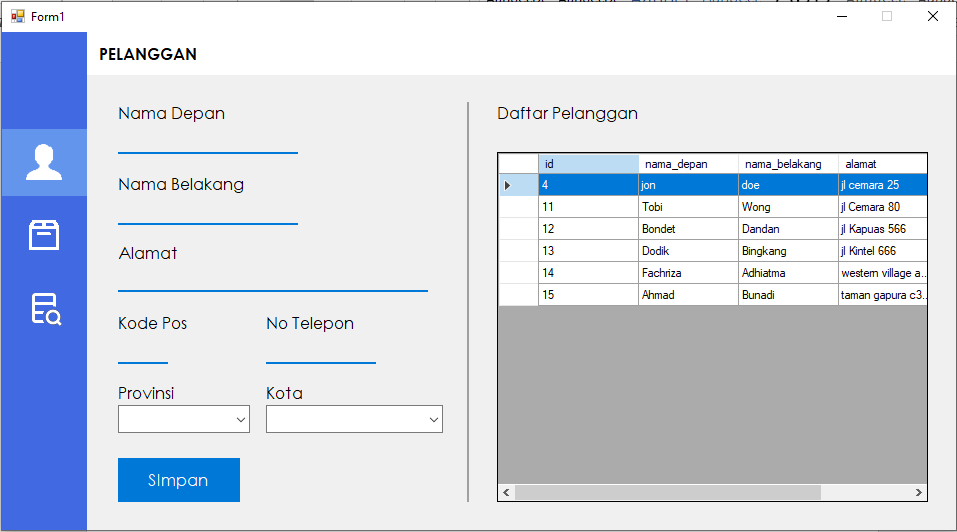 Form1
PELANGGAN
Nama Depan
Nama Belakang
Alamat
Kode Pos No Telepon
Provinsi Kota
SImpan
Daftar Pelanggan
id nama_depan nama_belakang alamat
4 jon doe jl cemara 25
11 Tobi Wong jl Cemara 80
12 Bondet Dandan jl Kapuas 566
13 Dodik Bingkang jl Kintel 666
14 Fachriza Adhiatma western village a...
15 Ahmad Bunadi taman gapura c3...